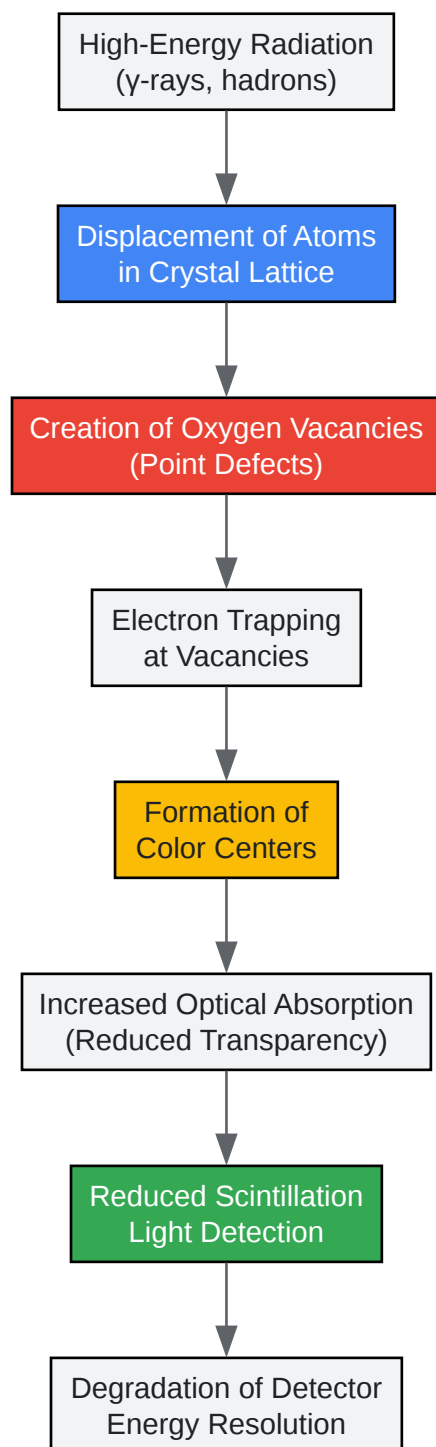 High-Energy Radiation
(γ-rays, hadrons)
Displacement of Atoms
in Crystal Lattice
Creation of Oxygen Vacancies
(Point Defects)
Electron Trapping
at Vacancies
Formation of
Color Centers
Increased Optical Absorption
(Reduced Transparency)
Reduced Scintillation
Light Detection
Degradation of Detector
Energy Resolution